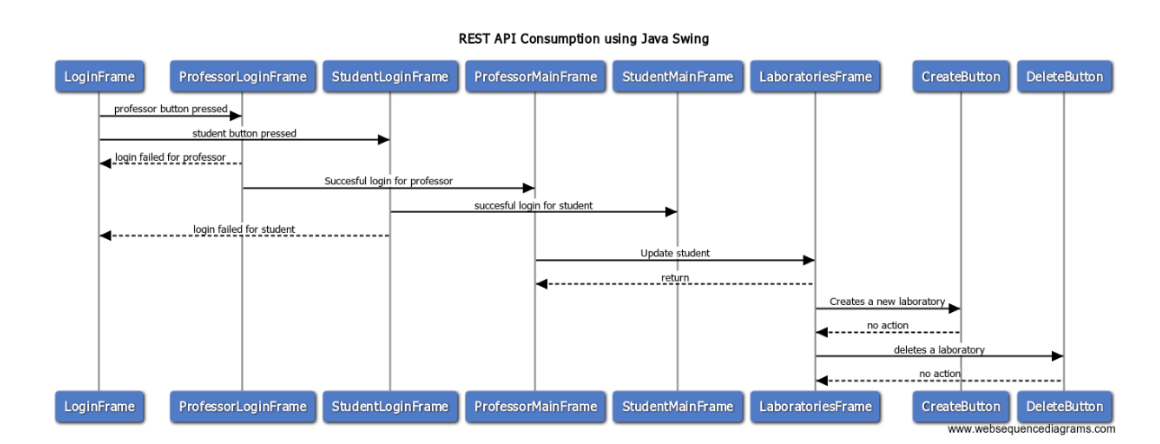 REST API Consumption using Java Swing
LoginFrame ProfessorLoginFrame StudentLoginFrame ProfessorMainFrame StudentMainFrame LaboratoriesFrame CreateButton DeleteButton
professor button pressed
student button pressed
login failed for professor
Succesful login for professor
succesful login for student
login failed for student
Update student
return
Creates a new laboratory
no action
deletes a laboratory
no action
LoginFrame ProfessorLoginFrame StudentLoginFrame ProfessorMainFrame StudentMainFrame LaboratoriesFrame CreateButton DeleteButton
www.websequencediagrams.com